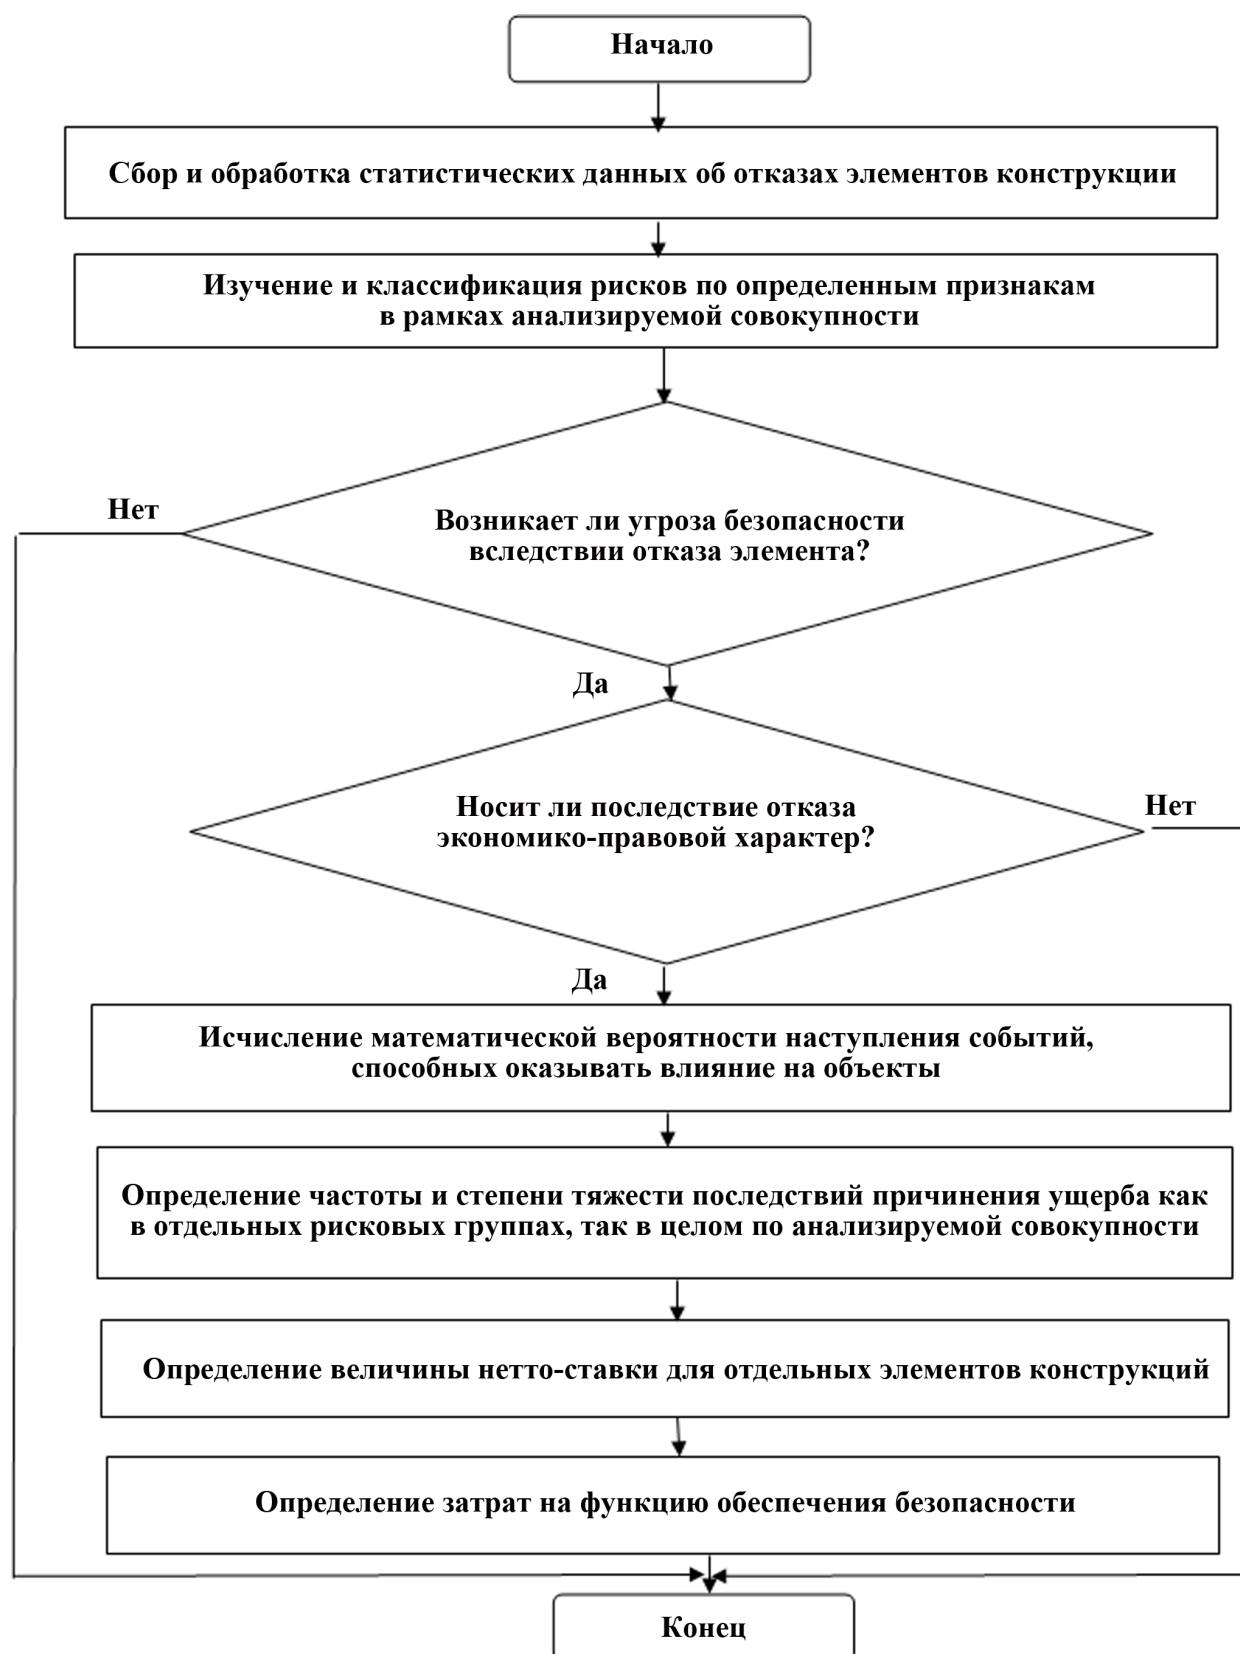 Начало
Сбор и обработка статистических данных об отказах элементов конструкции
Изучение и классификация рисков по определенным признакам
в рамках анализируемой совокупности
Нет
Возникает ли угроза безопасности
вследствии отказа элемента?
Да
Носит ли последствие отказа
экономико-правовой характер?
Нет
Да
Исчисление математической вероятности наступления событий,
способных оказывать влияние на объекты
Определение частоты и степени тяжести последствий причинения ущерба как
в отдельных рисковых группах, так в целом по анализируемой совокупности
Определение величины нетто-ставки для отдельных элементов конструкций
Определение затрат на функцию обеспечения безопасности
Конец